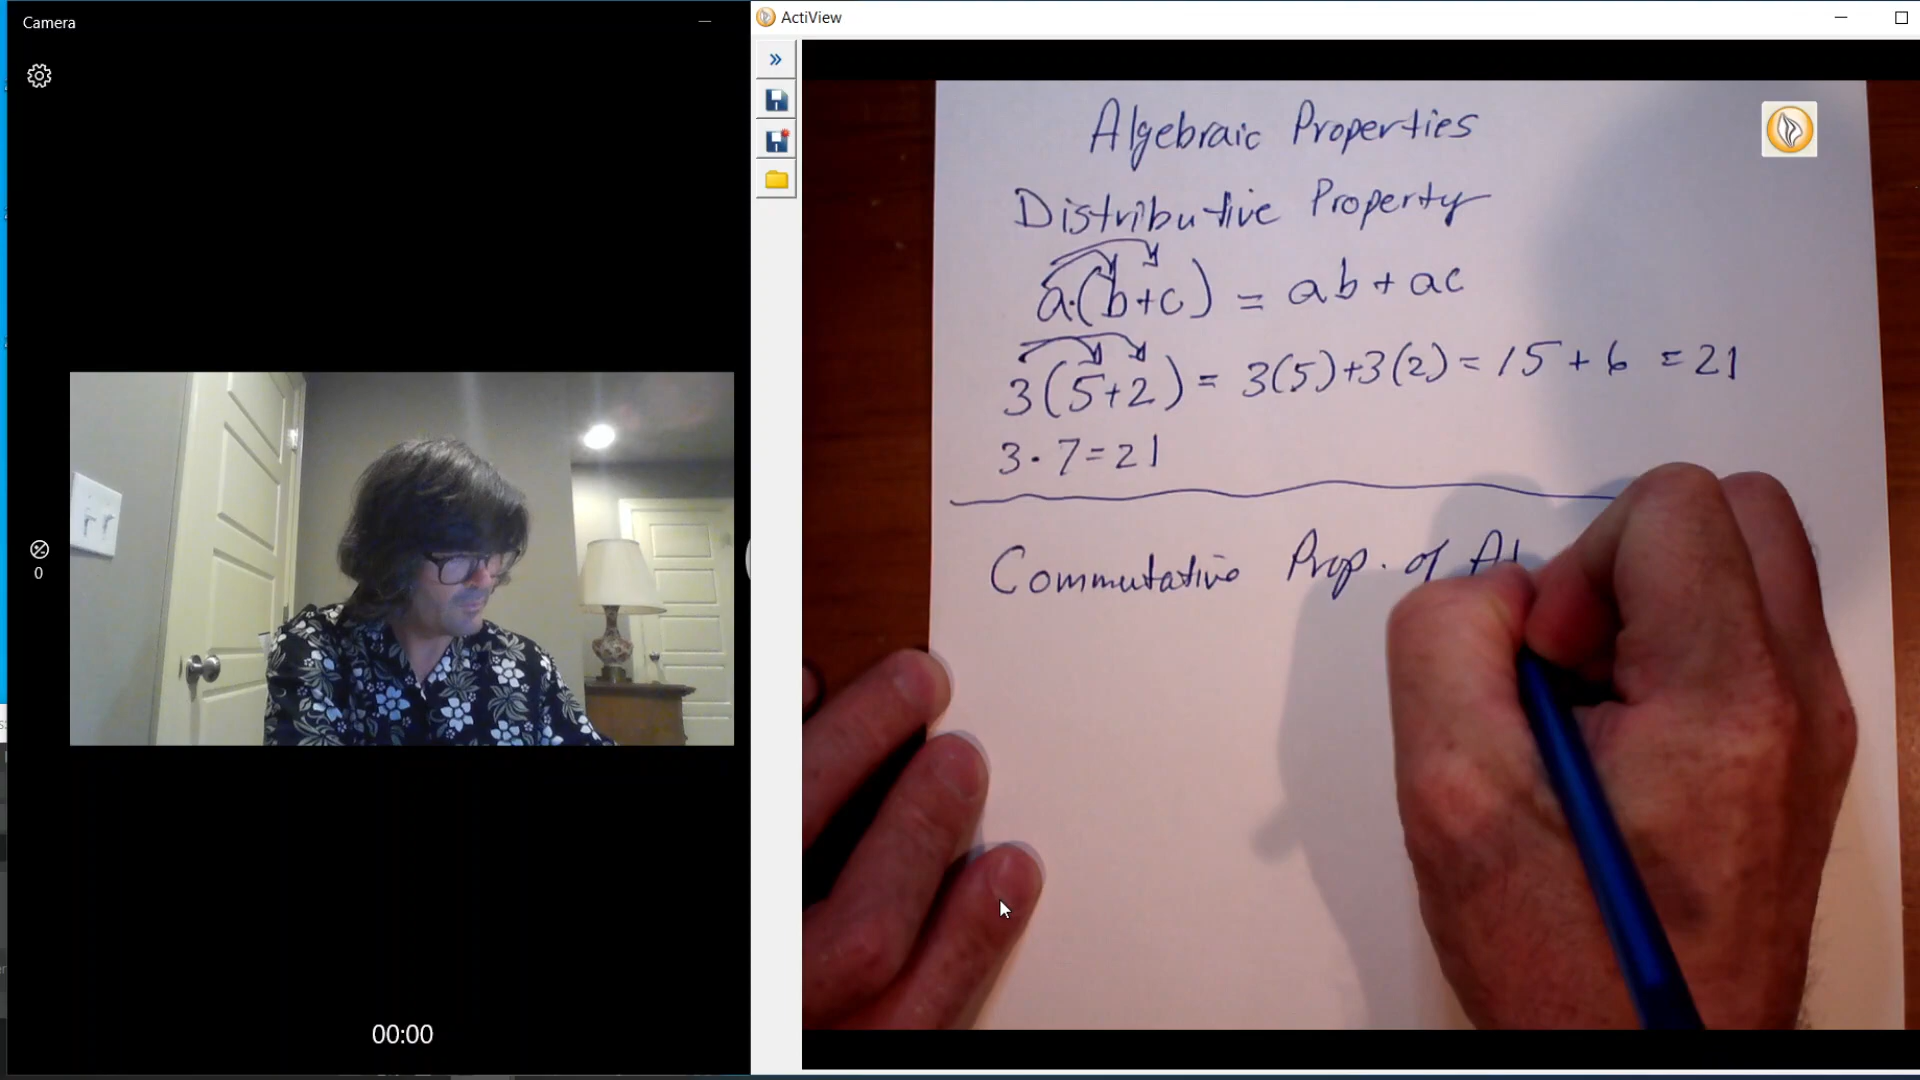 Camera
ActiView
0
00:00
Algebraic Properties
Distributive Property
a·(b+c) = ab+ac
3(5+2) = 3(5)+3(2) = 15+6 = 21
3·7=21
Commutative Prop. of